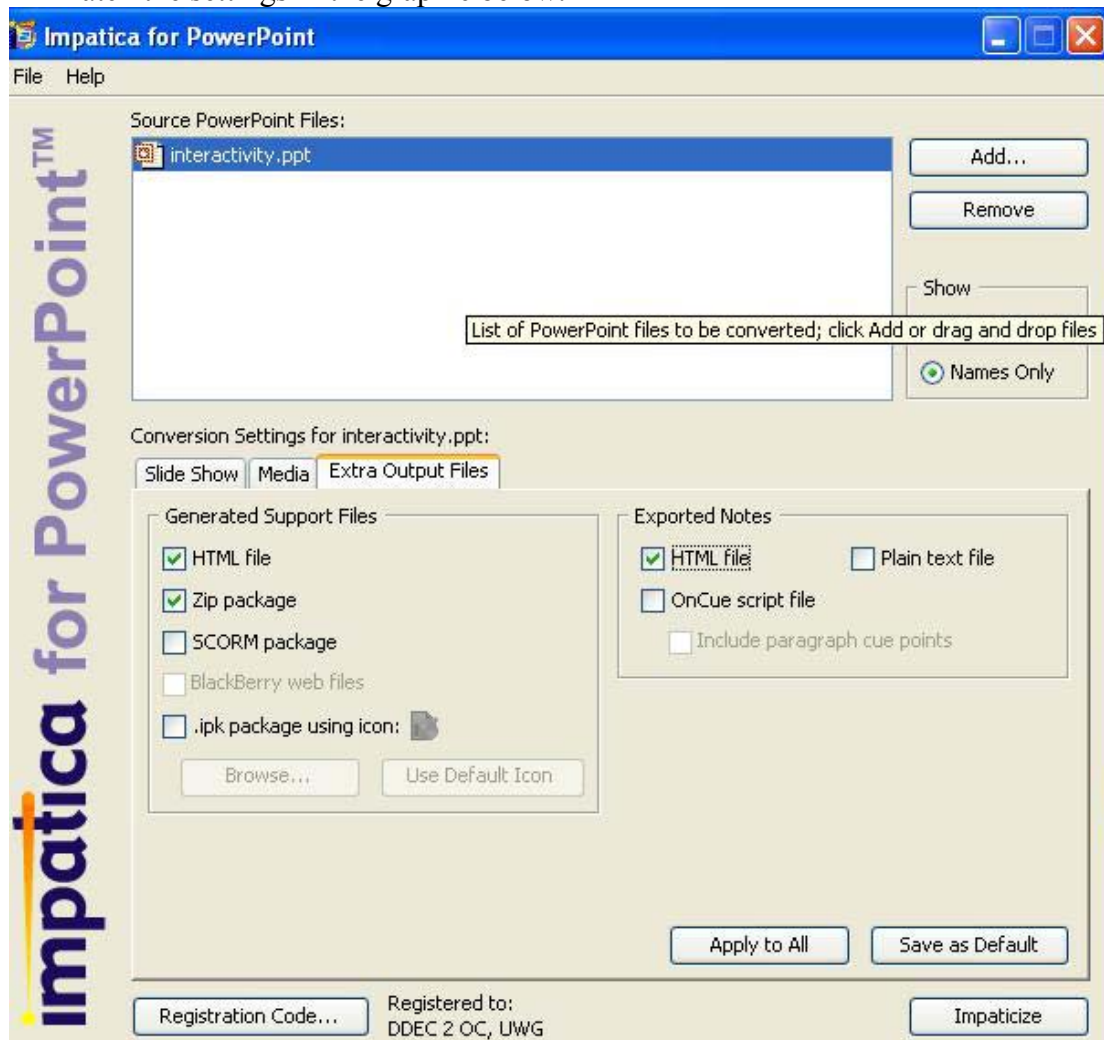 Impatica for PowerPoint
File Help
Source PowerPoint Files:
interactivity.ppt
Add...
Remove
Show
List of PowerPoint files to be converted; click Add or drag and drop files
Names Only
Conversion Settings for interactivity.ppt:
Slide Show Media Extra Output Files
Generated Support Files
HTML file
Zip package
SCORM package
BlackBerry web files
.ipk package using icon:
Browse... Use Default Icon
Exported Notes
HTML file Plain text file
OnCue script file
Include paragraph cue points
Apply to All Save as Default
Registration Code...
Registered to:
DDEC 2 OC, UWG
Impaticize
impatica for PowerPoint™